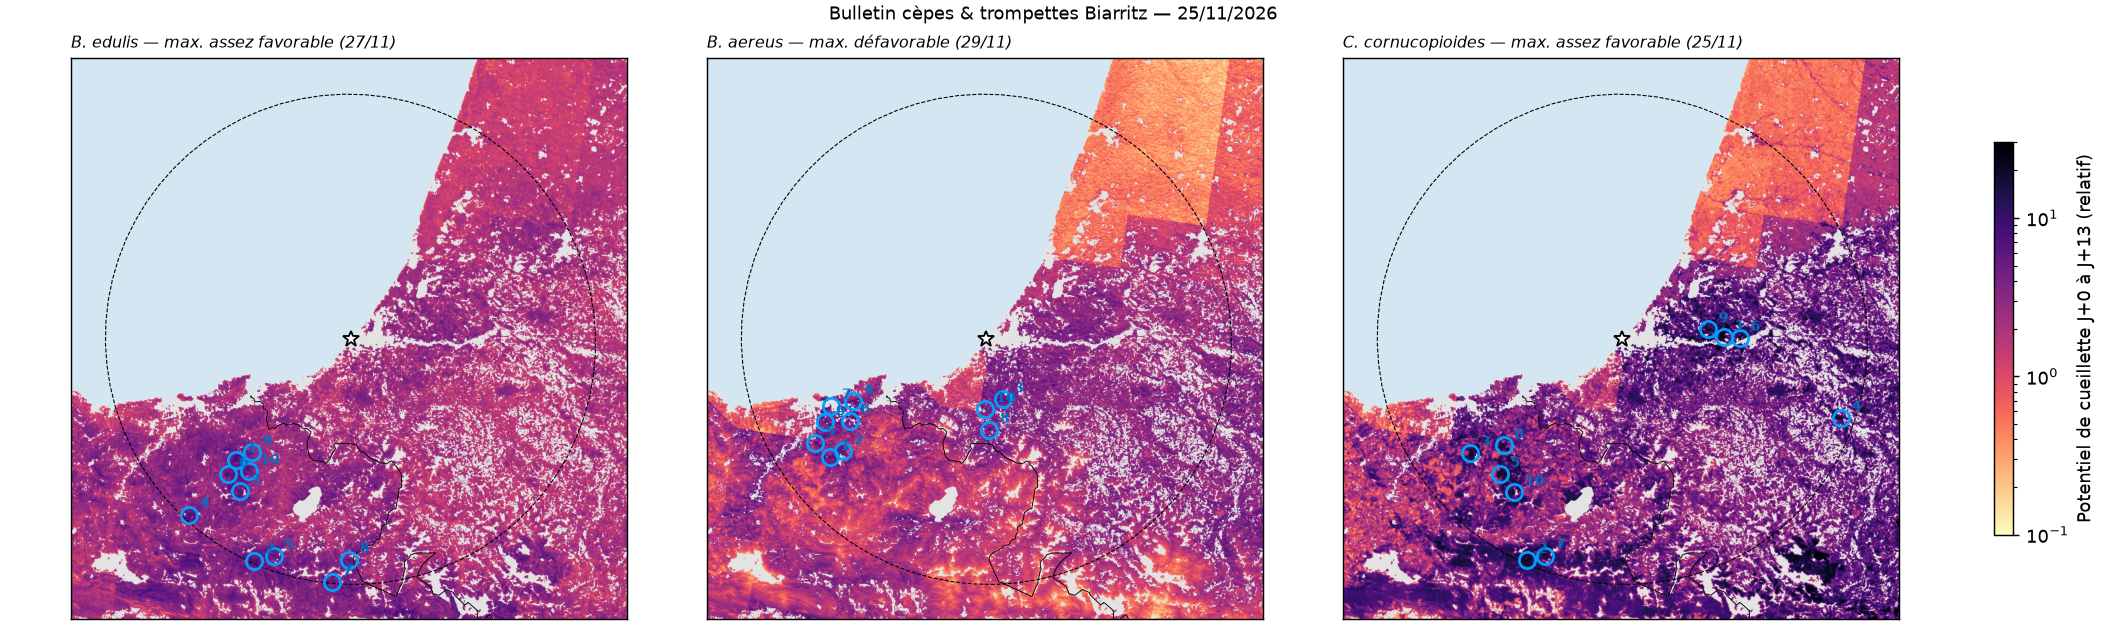 Bulletin cèpes & trompettes Biarritz — 25/11/2026
B. edulis — max. assez favorable (27/11)
B. aereus — max. défavorable (29/11)
C. cornucopioides — max. assez favorable (25/11)
10¹
10⁰
10⁻¹
Potentiel de cueillette J+0 à J+13 (relatif)